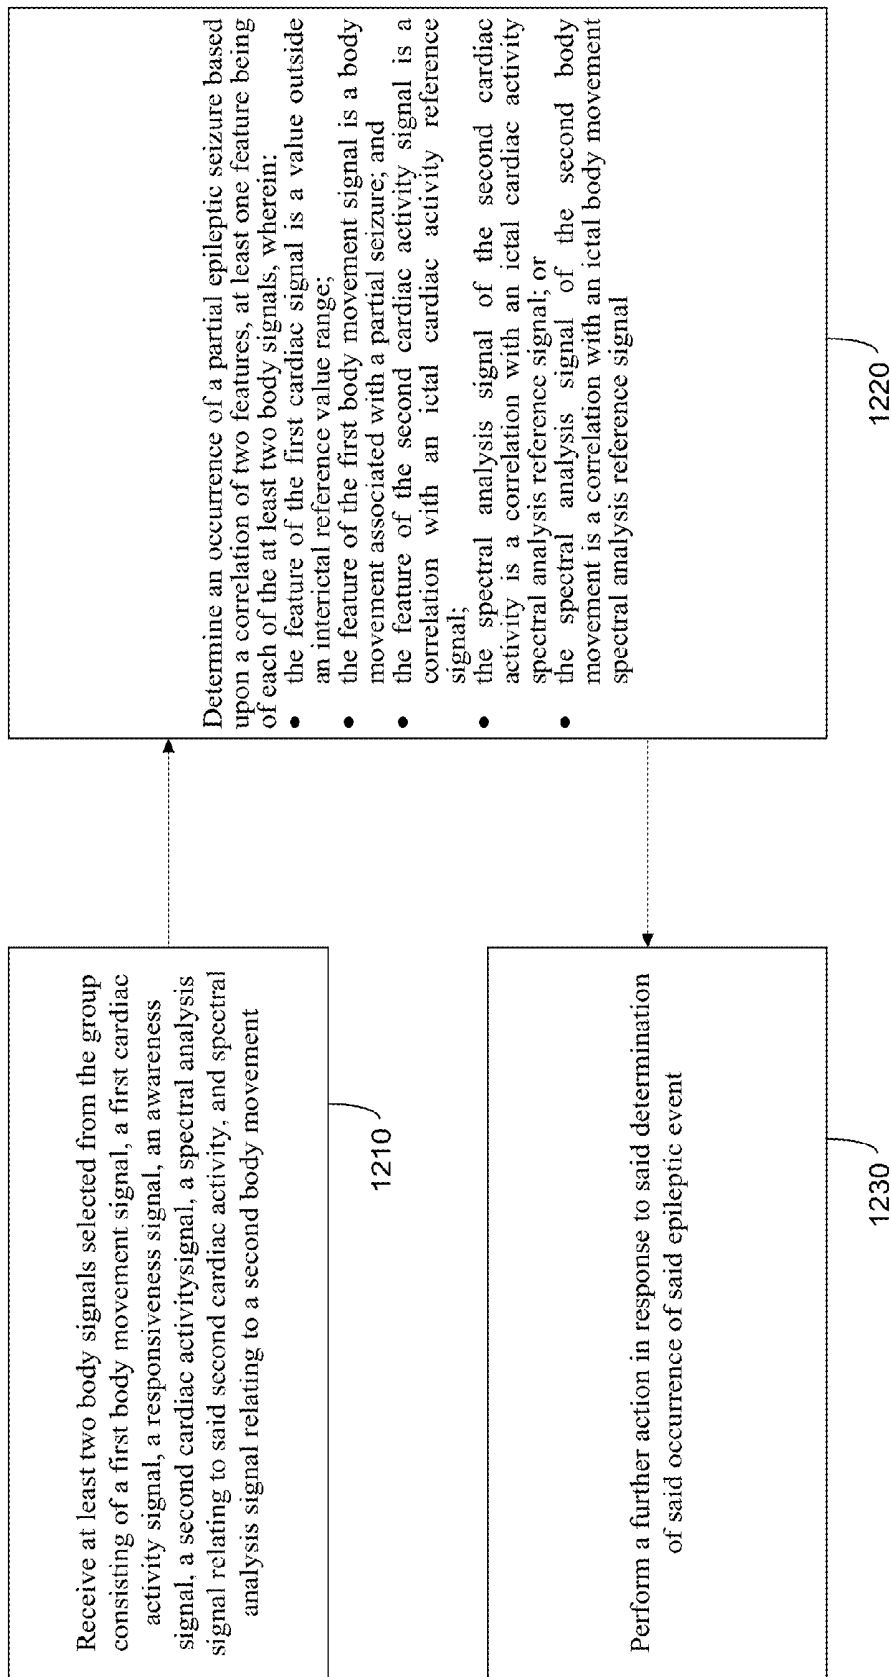 Receive at least two body signals selected from the group
consisting of a first body movement signal, a first cardiac
activity signal, a responsiveness signal, an awareness
signal, a second cardiac activitysignal, a spectral analysis
signal relating to said second cardiac activity, and spectral
analysis signal relating to a second body movement
1210
Determine an occurrence of a partial epileptic seizure based
upon a correlation of two features, at least one feature being
of each of the at least two body signals, wherein:
● the feature of the first cardiac signal is a value outside
an interictal reference value range;
● the feature of the first body movement signal is a body
movement associated with a partial seizure; and
● the feature of the second cardiac activity signal is a
correlation with an ictal cardiac activity reference
signal;
● the spectral analysis signal of the second cardiac
activity is a correlation with an ictal cardiac activity
spectral analysis reference signal; or
● the spectral analysis signal of the second body
movement is a correlation with an ictal body movement
spectral analysis reference signal
1220
Perform a further action in response to said determination
of said occurrence of said epileptic event
1230